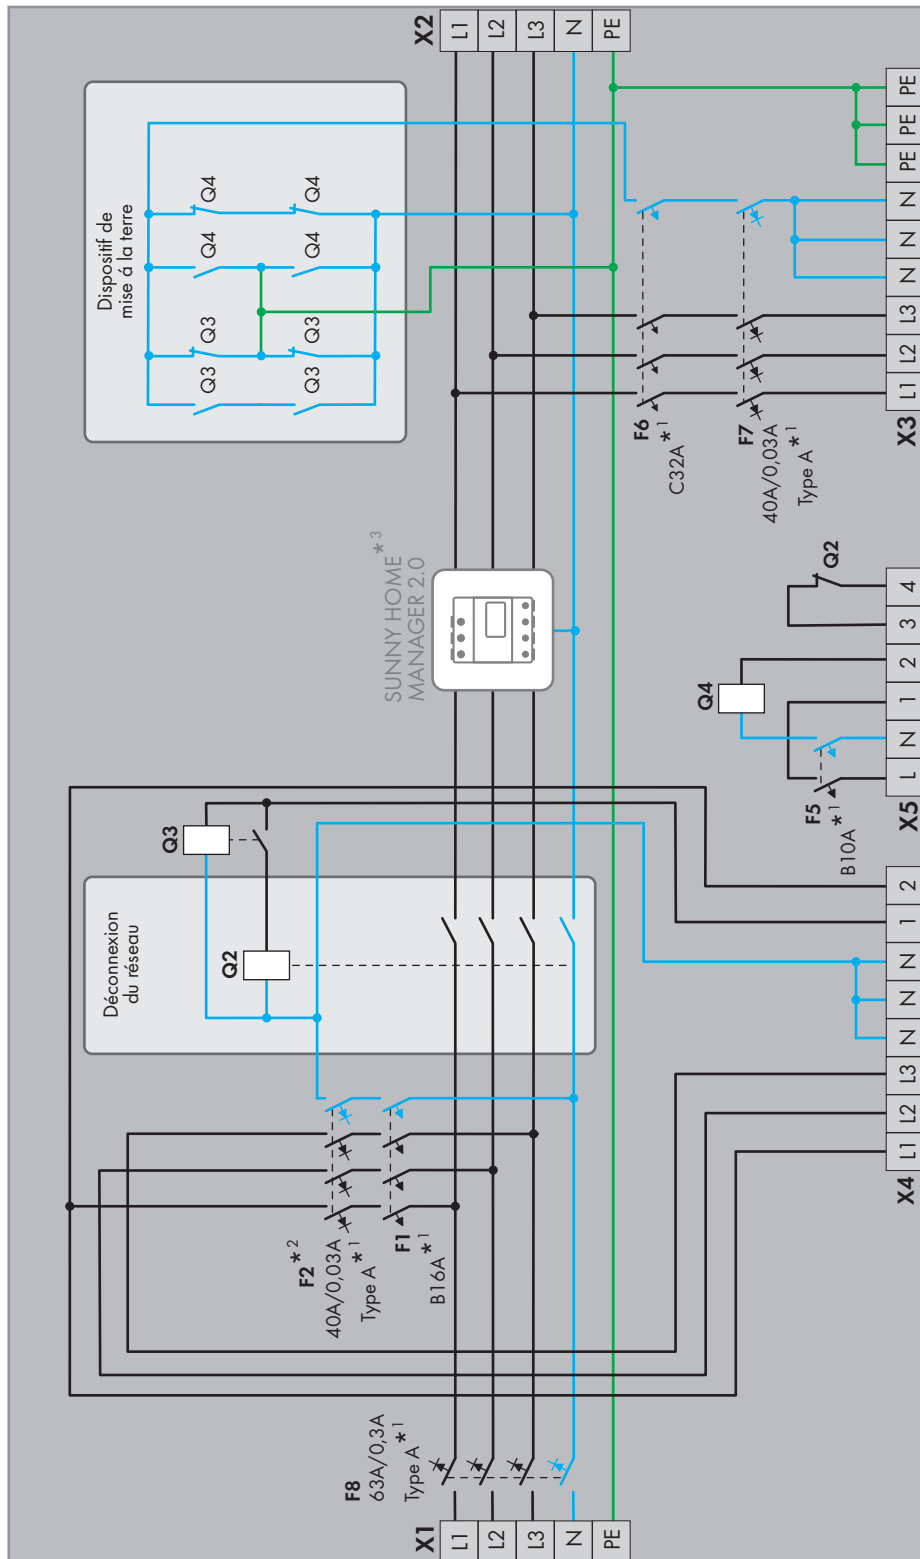 X1
L1
L2
L3
N
PE
F8
63A/0,3A
Type A *1
F2 *2
40A/0,03A
Type A *1
F1 *1
B16A
Déconnexion
du réseau
Q2
Q3
SUNNY HOME *3
MANAGER 2.0
Dispositif de
mise á la terre
Q3
Q3
Q4
Q4
Q3
Q3
Q4
Q4
X2
L1
L2
L3
N
PE
X4
L1
L2
L3
N
N
N
1
2
F5 *1
B10A
Q4
Q2
X5
L
N
1
2
3
4
F6 *1
C32A
F7
40A/0,03A
Type A *1
X3
L1
L2
L3
N
N
N
PE
PE
PE